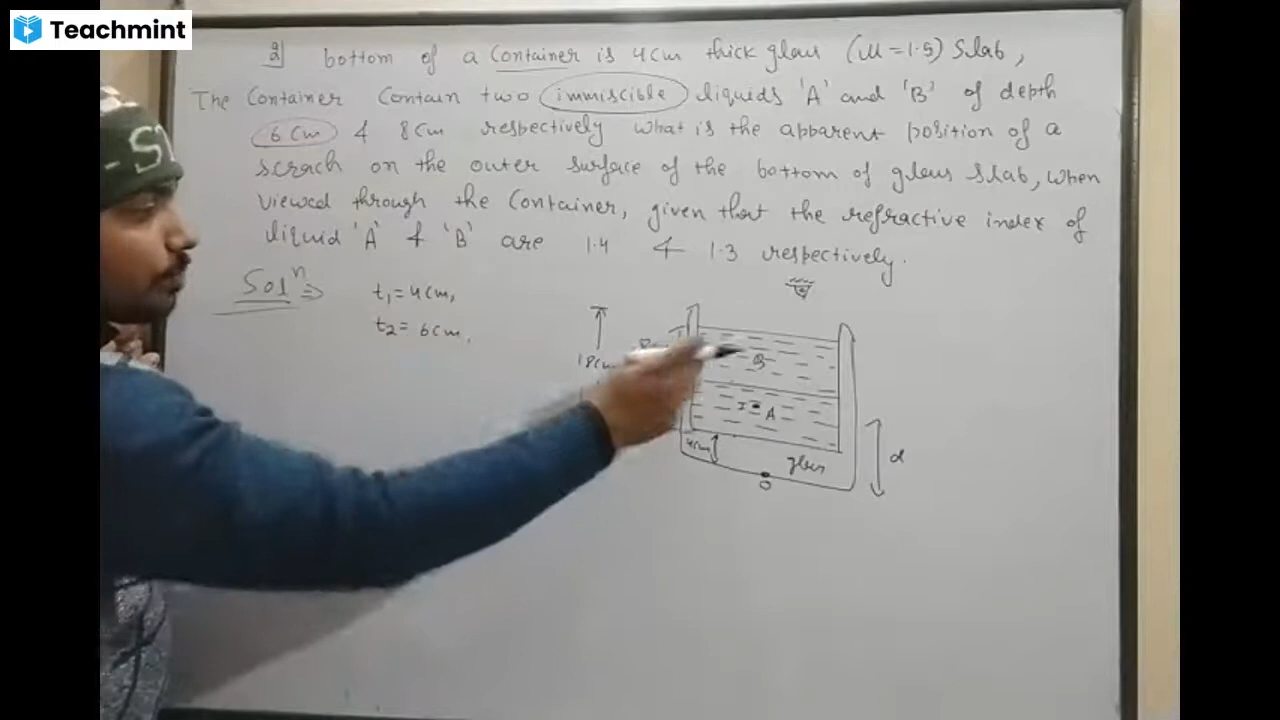 Teachmint
2] bottom of a Container is 4cm thick glass (μ=1.5) Slab,
The Container Contain two immiscible liquids 'A' and 'B' of depth
6cm & 8cm respectively what is the apparent position of a
scrach on the outer surface of the bottom of glass slab, when
viewed through the Container, given that the refractive index of
liquid 'A' & 'B' are 1.4 & 1.3 respectively.
Solⁿ ⇒ t₁ = 4cm,
t₂ = 6cm,
18cm
B
I A
4cm glass d
O